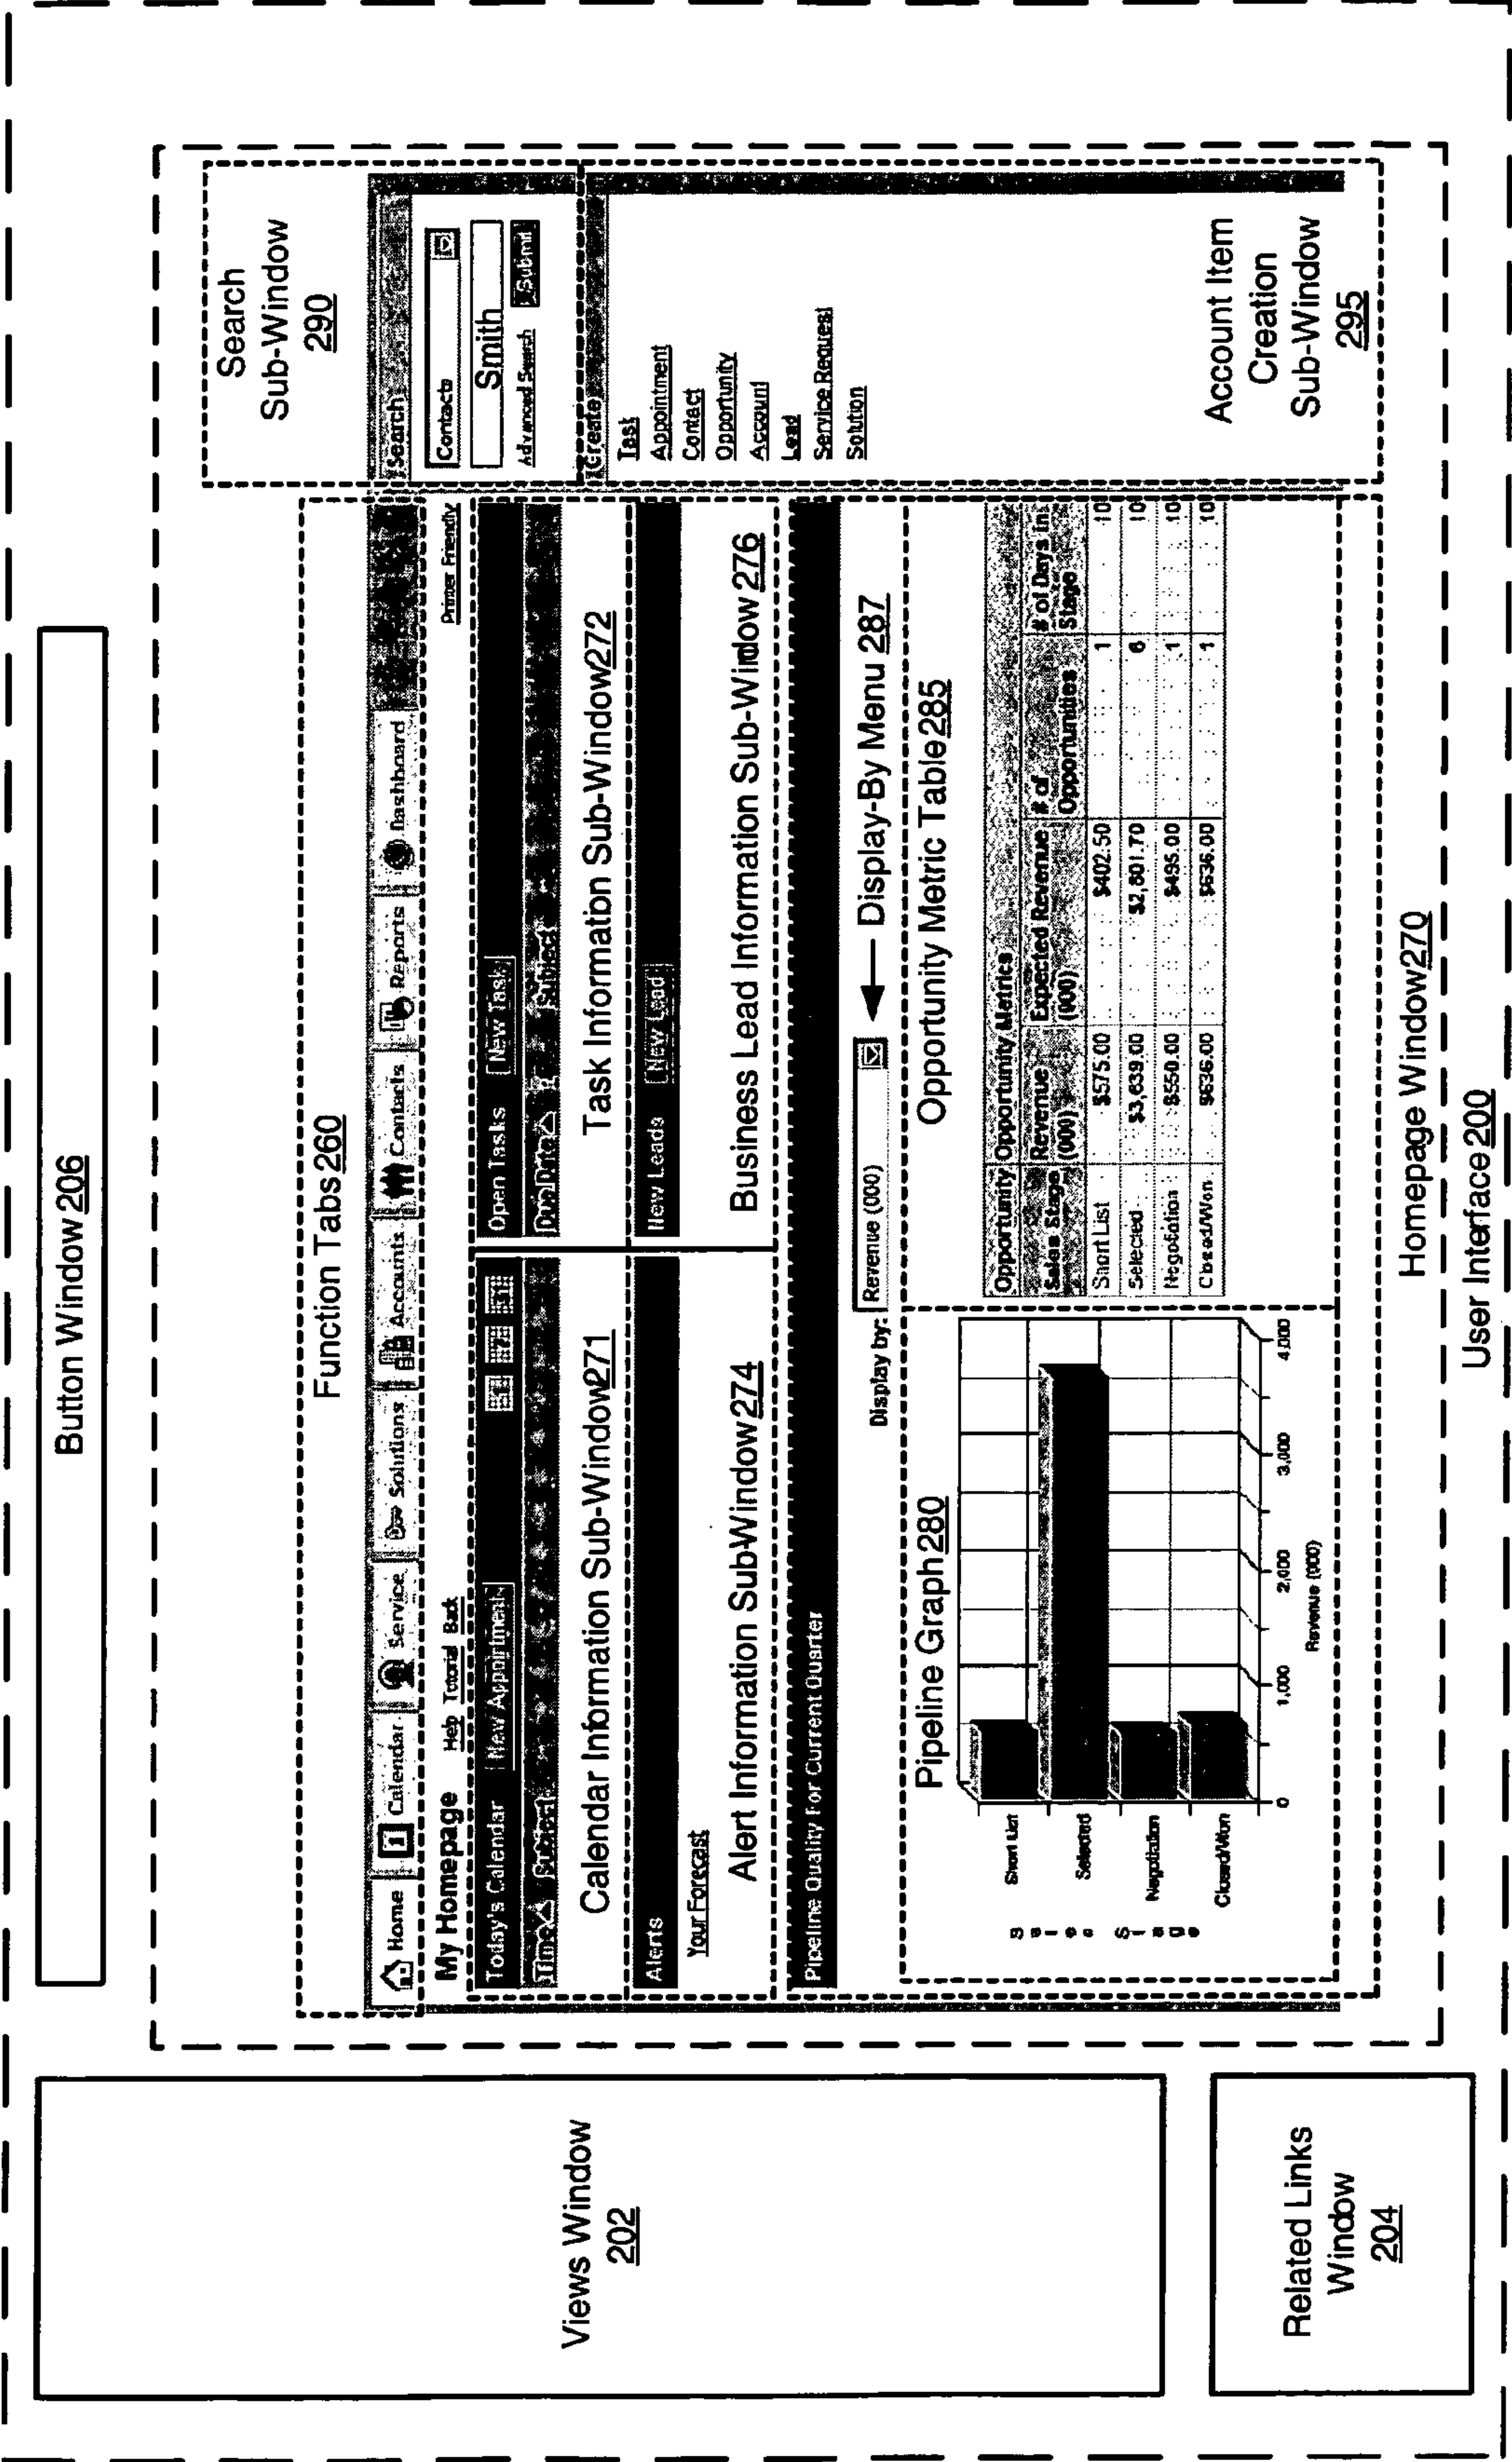 Button Window 206
Views Window
202
Related Links
Window
204
Function Tabs 260
Home
Calendar
Service
Solutions
Accounts
Contacts
Reports
Dashboard
My Homepage
Help Tutorial Back
Printer Friendly
Today's Calendar
New Appointment
Time Subject
Calendar Information Sub-Window 271
Open Tasks
New Task
Due Date Subject
Task Information Sub-Window 272
Alerts
Your Forecast
Alert Information SubWindow 274
New Leads
New Lead
Business Lead Information Sub-Window 276
Pipeline Quality For Current Quarter
Display by: Revenue (000)
Display-By Menu 287
Pipeline Graph 280
Sales Stage
Short List
Selected
Negotiation
Closed/Won
0 1,000 2,000 3,000 4,000
Revenue (000)
Opportunity Metric Table 285
Opportunity Opportunity Metrics
Sales Stage Revenue (000) Expected Revenue (000) # of Opportunities # of Days in Stage
Short List $575.00 $402.50 1 10
Selected $3,639.00 $2,801.70 6 10
Negotiation $550.00 $495.00 1 10
Closed/Won $636.00 $636.00 1 10
Search
Sub-Window
290
Search
Contacts
Smith
Advanced Search
Submit
Create
Task
Appointment
Contact
Opportunity
Account
Lead
Service Request
Solution
Account Item
Creation
Sub-Window
295
Homepage Window 270
User Interface 200